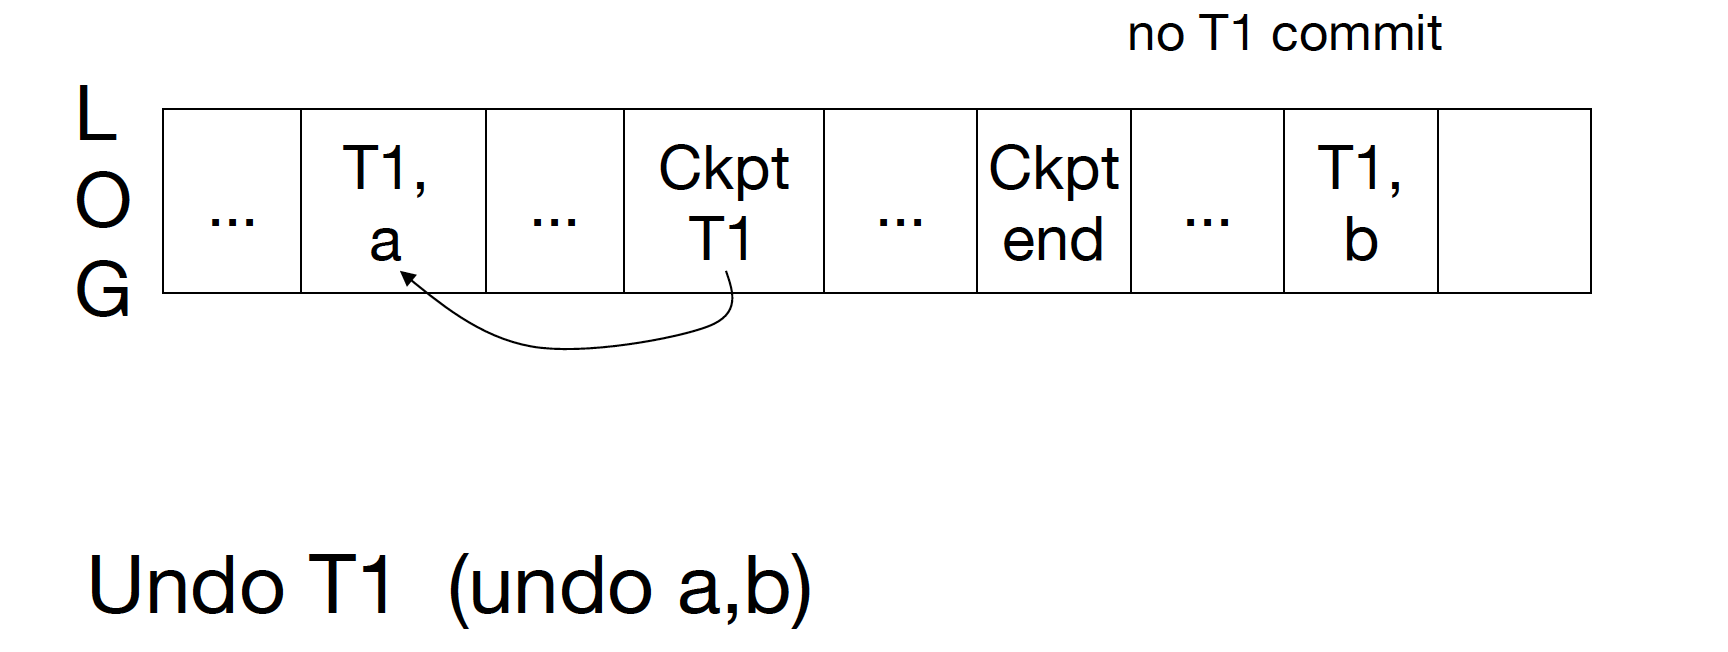 no T1 commit
L
O
G
... T1, a ... Ckpt T1 ... Ckpt end ... T1, b
Undo T1 (undo a,b)